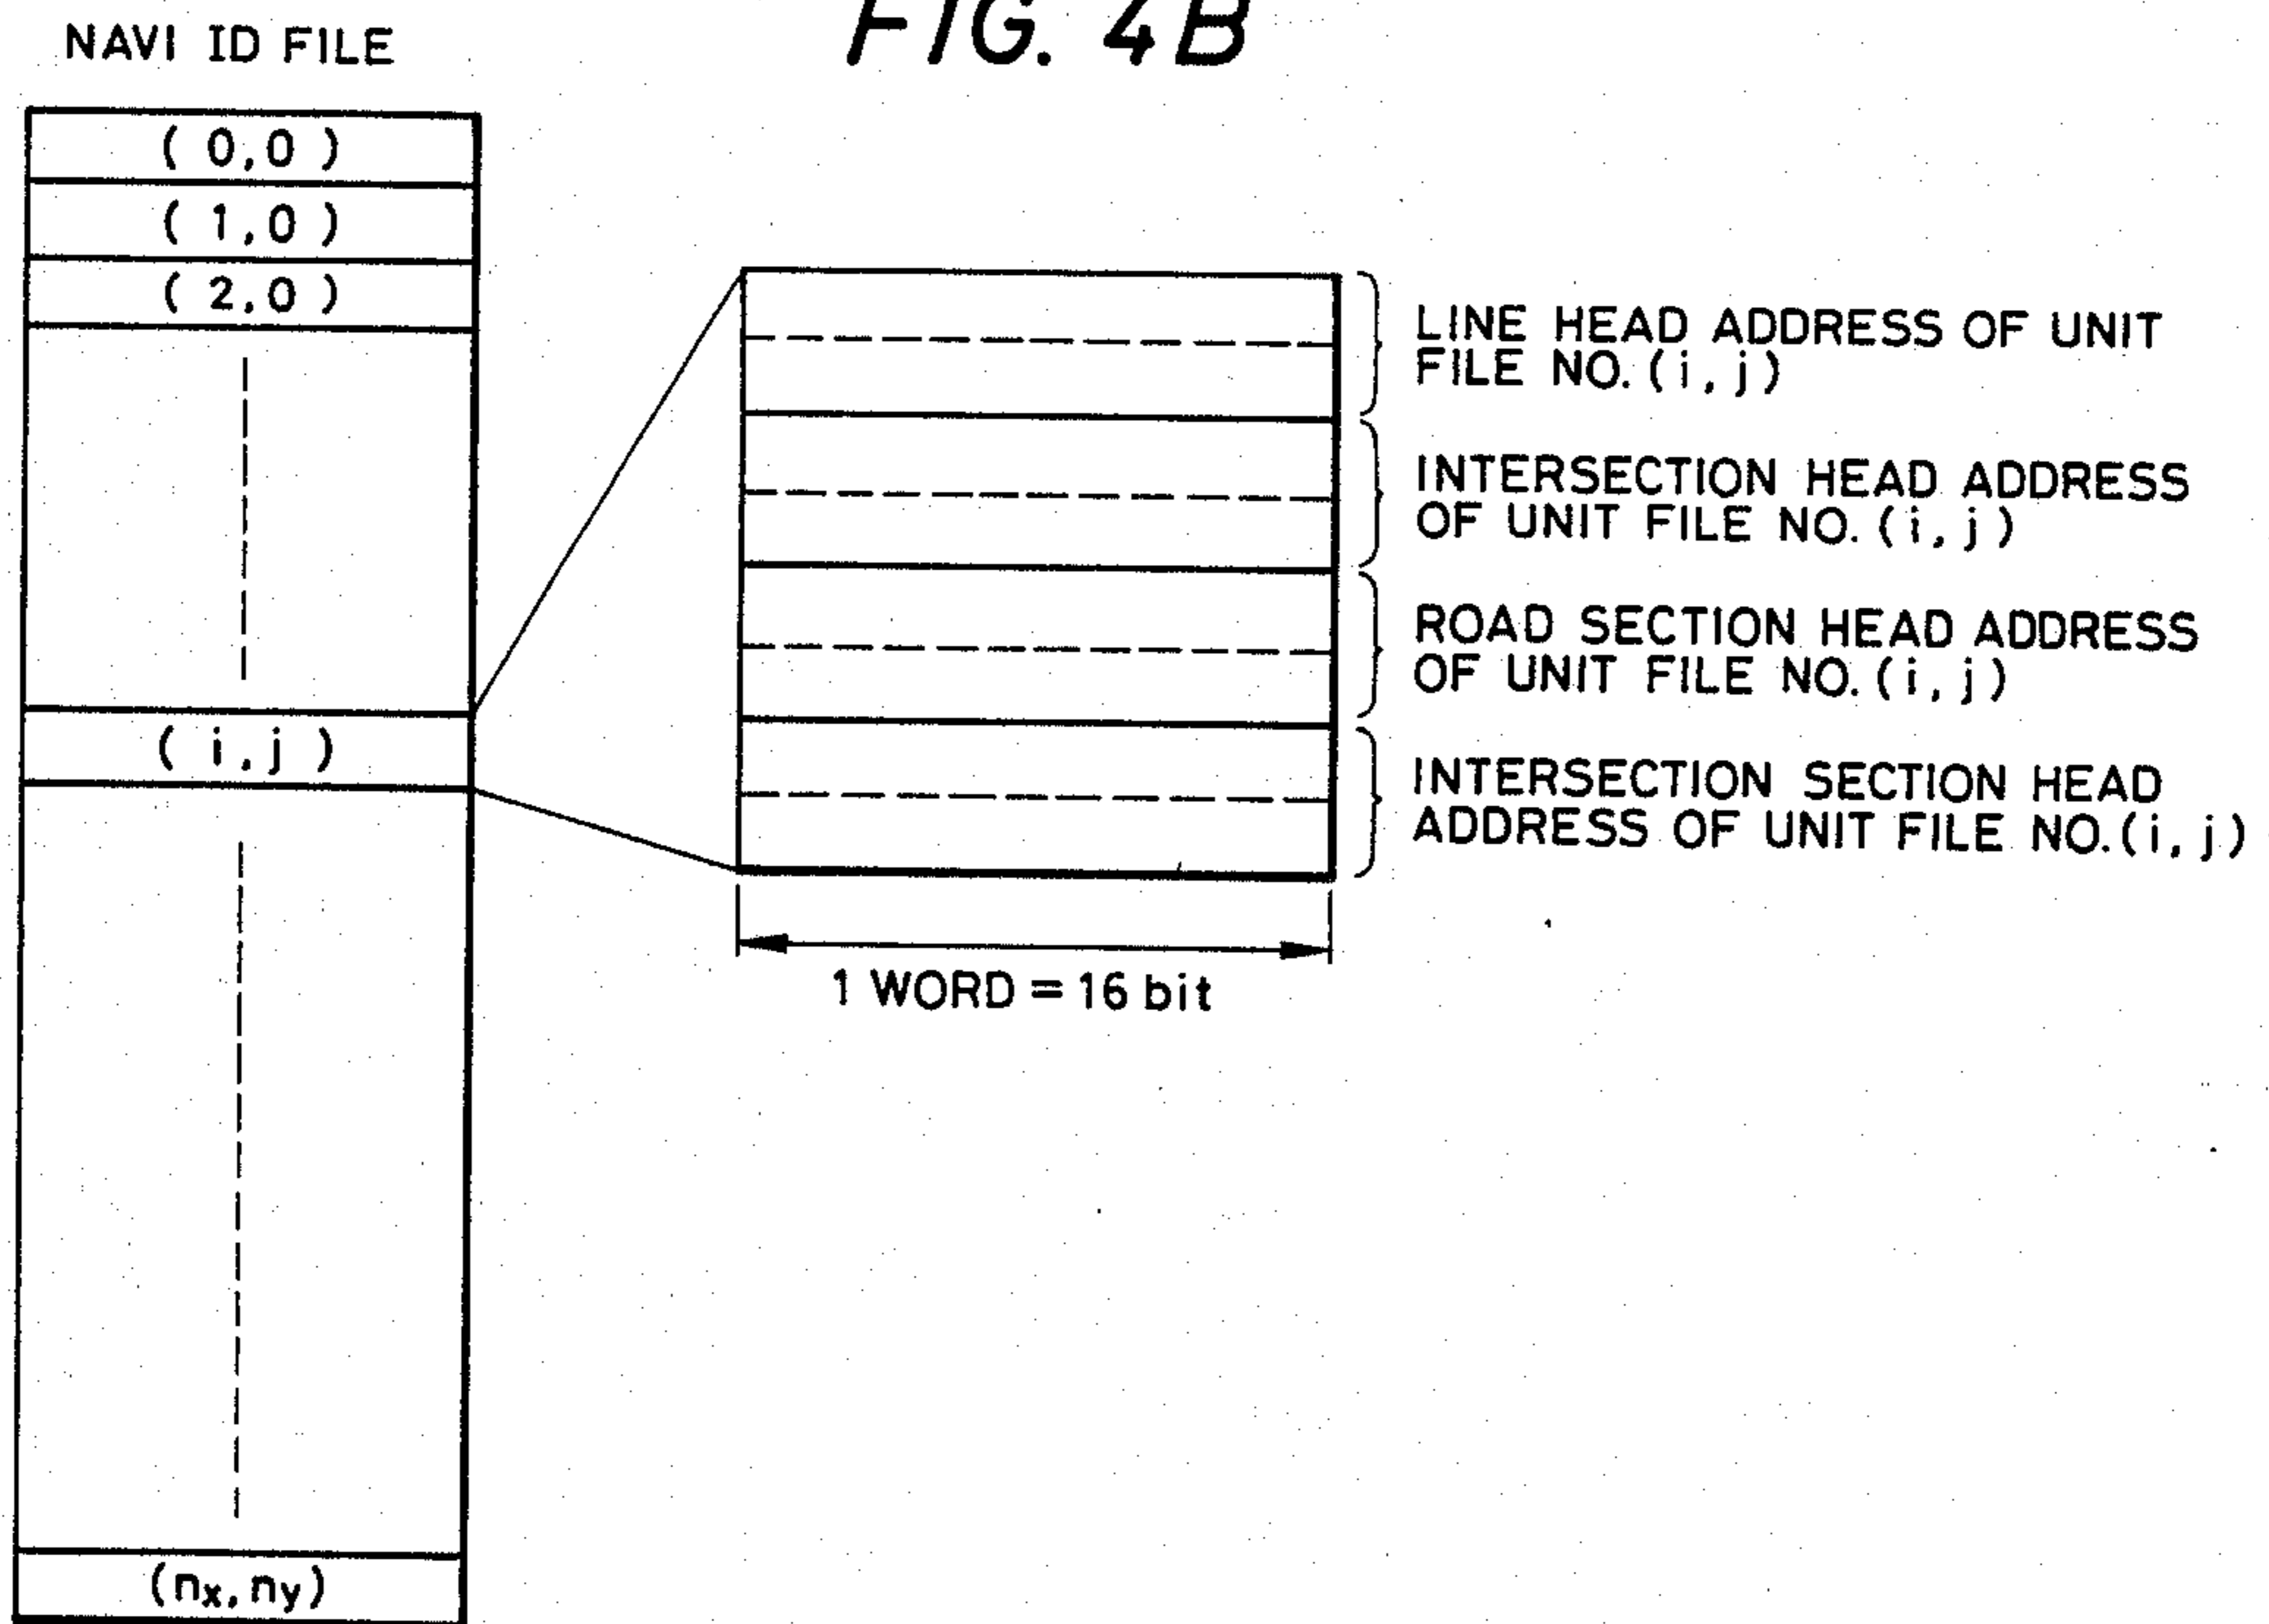 FIG. 4B
NAVI ID FILE
( 0,0 )
( 1,0 )
( 2,0 )
( i,j )
(nx,ny)
LINE HEAD ADDRESS OF UNIT
FILE NO.(i,j)
INTERSECTION HEAD ADDRESS
OF UNIT FILE NO.(i,j)
ROAD SECTION HEAD ADDRESS
OF UNIT FILE NO.(i,j)
INTERSECTION SECTION HEAD
ADDRESS OF UNIT FILE NO.(i,j)
1 WORD = 16 bit